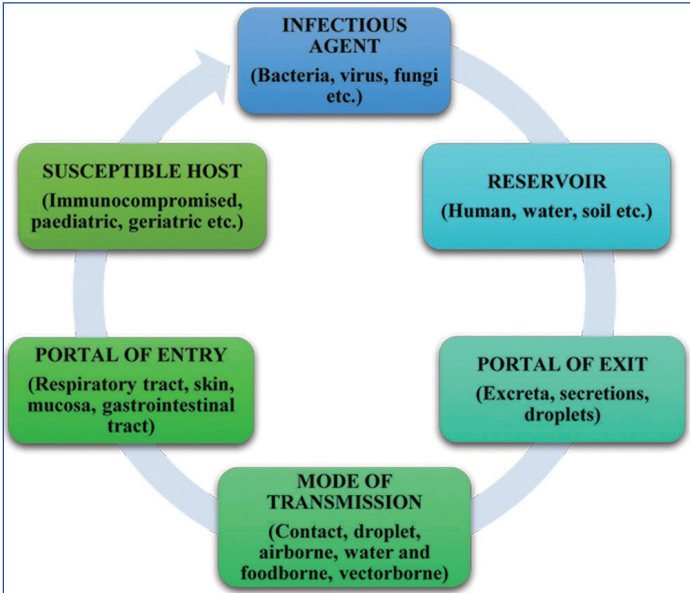 INFECTIOUS
AGENT
(Bacteria, virus, fungi
etc.)
RESERVOIR
(Human, water, soil etc.)
PORTAL OF EXIT
(Excreta, secretions,
droplets)
MODE OF
TRANSMISSION
(Contact, droplet,
airborne, water and
foodborne, vectorborne)
PORTAL OF ENTRY
(Respiratory tract, skin,
mucosa, gastrointestinal
tract)
SUSCEPTIBLE HOST
(Immunocompromised,
paediatric, geriatric etc.)